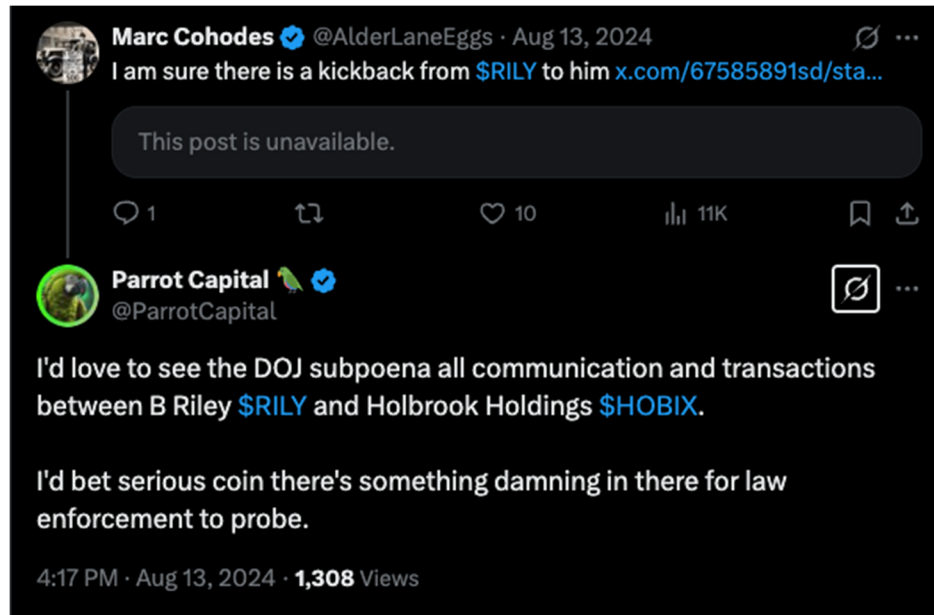 Marc Cohodes @AlderLaneEggs · Aug 13, 2024
I am sure there is a kickback from $RILY to him x.com/67585891sd/sta...
This post is unavailable.
1 10 11K
Parrot Capital
@ParrotCapital
I'd love to see the DOJ subpoena all communication and transactions
between B Riley $RILY and Holbrook Holdings $HOBIX.
I'd bet serious coin there's something damning in there for law
enforcement to probe.
4:17 PM · Aug 13, 2024 · 1,308 Views